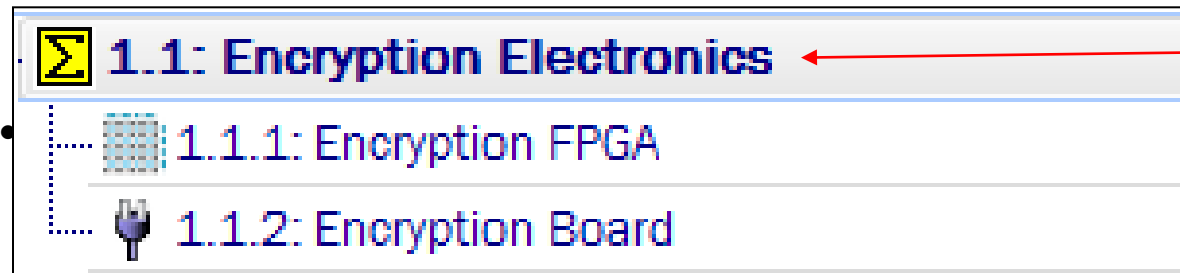 Σ 1.1: Encryption Electronics
1.1.1: Encryption FPGA
1.1.2: Encryption Board